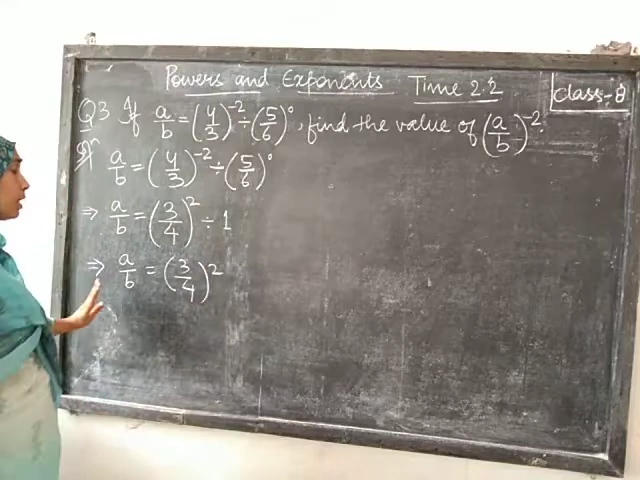 Powers and Exponents Time 2.2
Class-8
Q3 If a/b = (4/3)^-2 ÷ (5/6)^0, find the value of (a/b)^-2.
a/b = (4/3)^-2 ÷ (5/6)^0
⇒ a/b = (3/4)^2 ÷ 1
⇒ a/b = (3/4)^2